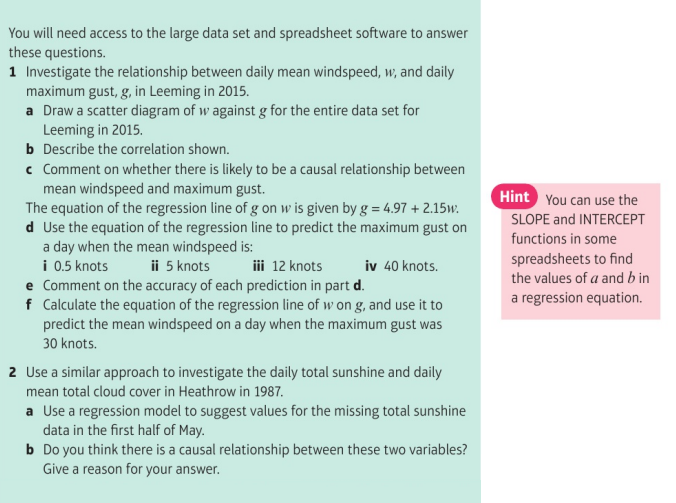 You will need access to the large data set and spreadsheet software to answer
these questions.
1 Investigate the relationship between daily mean windspeed, w, and daily
maximum gust, g, in Leeming in 2015.
a Draw a scatter diagram of w against g for the entire data set for
Leeming in 2015.
b Describe the correlation shown.
c Comment on whether there is likely to be a causal relationship between
mean windspeed and maximum gust.
The equation of the regression line of g on w is given by g = 4.97 + 2.15w.
d Use the equation of the regression line to predict the maximum gust on
a day when the mean windspeed is:
i 0.5 knots ii 5 knots iii 12 knots iv 40 knots.
e Comment on the accuracy of each prediction in part d.
f Calculate the equation of the regression line of w on g, and use it to
predict the mean windspeed on a day when the maximum gust was
30 knots.
2 Use a similar approach to investigate the daily total sunshine and daily
mean total cloud cover in Heathrow in 1987.
a Use a regression model to suggest values for the missing total sunshine
data in the first half of May.
b Do you think there is a causal relationship between these two variables?
Give a reason for your answer.
Hint You can use the
SLOPE and INTERCEPT
functions in some
spreadsheets to find
the values of a and b in
a regression equation.